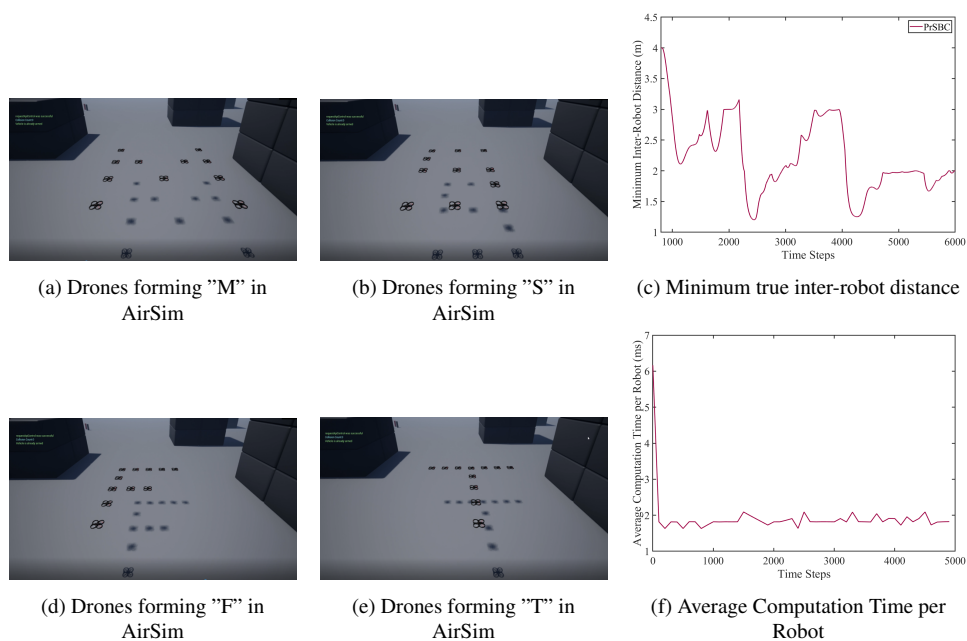 (a) Drones forming ”M” in
AirSim
(b) Drones forming ”S” in
AirSim
PrSBC
4.5
4
3.5
3
2.5
2
1.5
1
Minimum Inter-Robot Distance (m)
1000 2000 3000 4000 5000 6000
Time Steps
(c) Minimum true inter-robot distance
(d) Drones forming ”F” in
AirSim
(e) Drones forming ”T” in
AirSim
7
6
5
4
3
2
1
Average Computation Time per Robot (ms)
0 1000 2000 3000 4000 5000
Time Steps
(f) Average Computation Time per
Robot